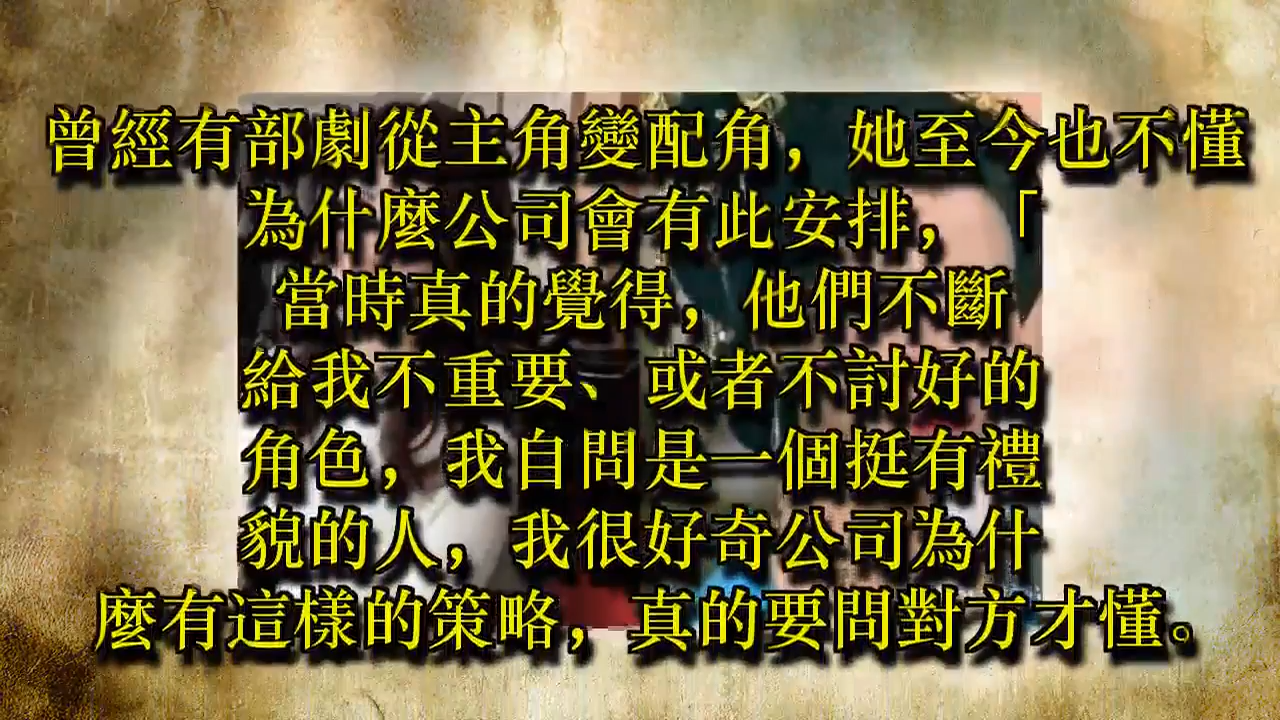 曾經有部劇從主角變配角，她至今也不懂
為什麼公司會有此安排，「
當時真的覺得，他們不斷
給我不重要、或者不討好的
角色，我自問是一個挺有禮
貌的人，我很好奇公司為什
麼有這樣的策略，真的要問對方才懂。